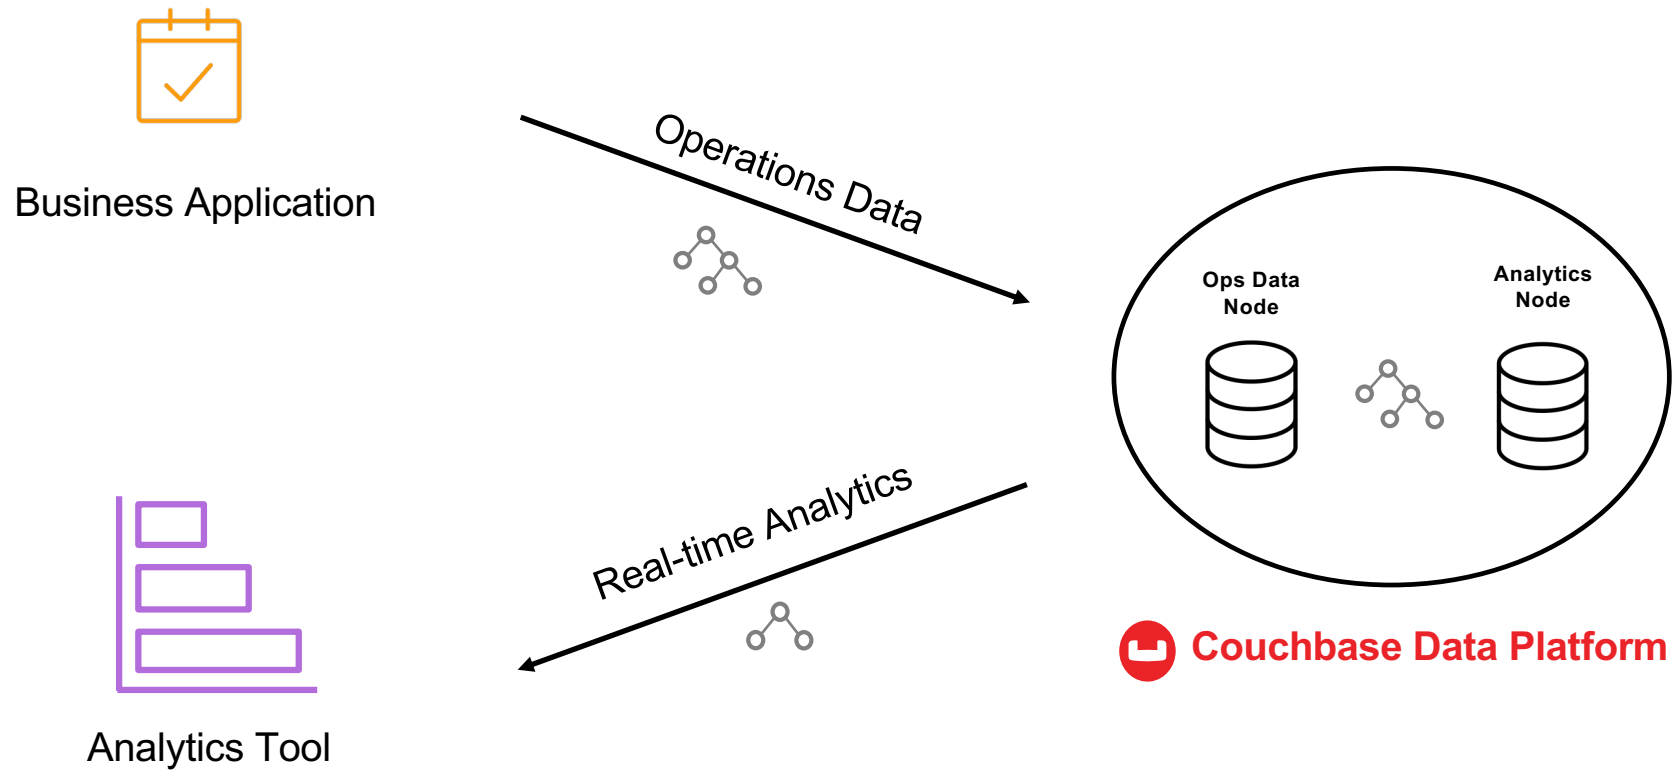 Business Application
Operations Data
Ops Data
Node
Analytics
Node
Real-time Analytics
Couchbase Data Platform
Analytics Tool